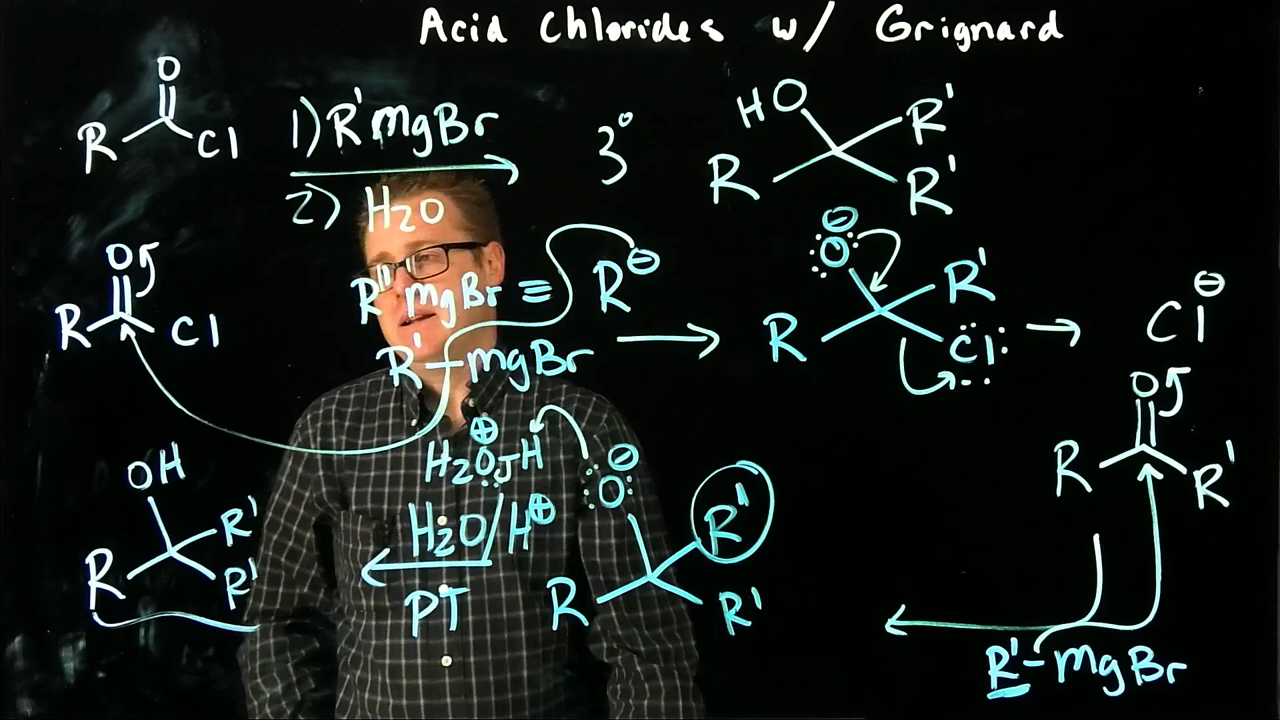 Acid Chlorides w/ Grignard
O
R Cl
1) R'MgBr
2) H2O
3°
HO R'
R R'
O
R Cl
R' MgBr ≡ R⊖
R'-MgBr
⊖
:O:
R' 
R Cl:
Cl⊖
O
R R'
R'-MgBr
⊖
:O:
R'
R R'
⊕
H2O-H
H2O/H⊕
PT
OH
R'
R R'